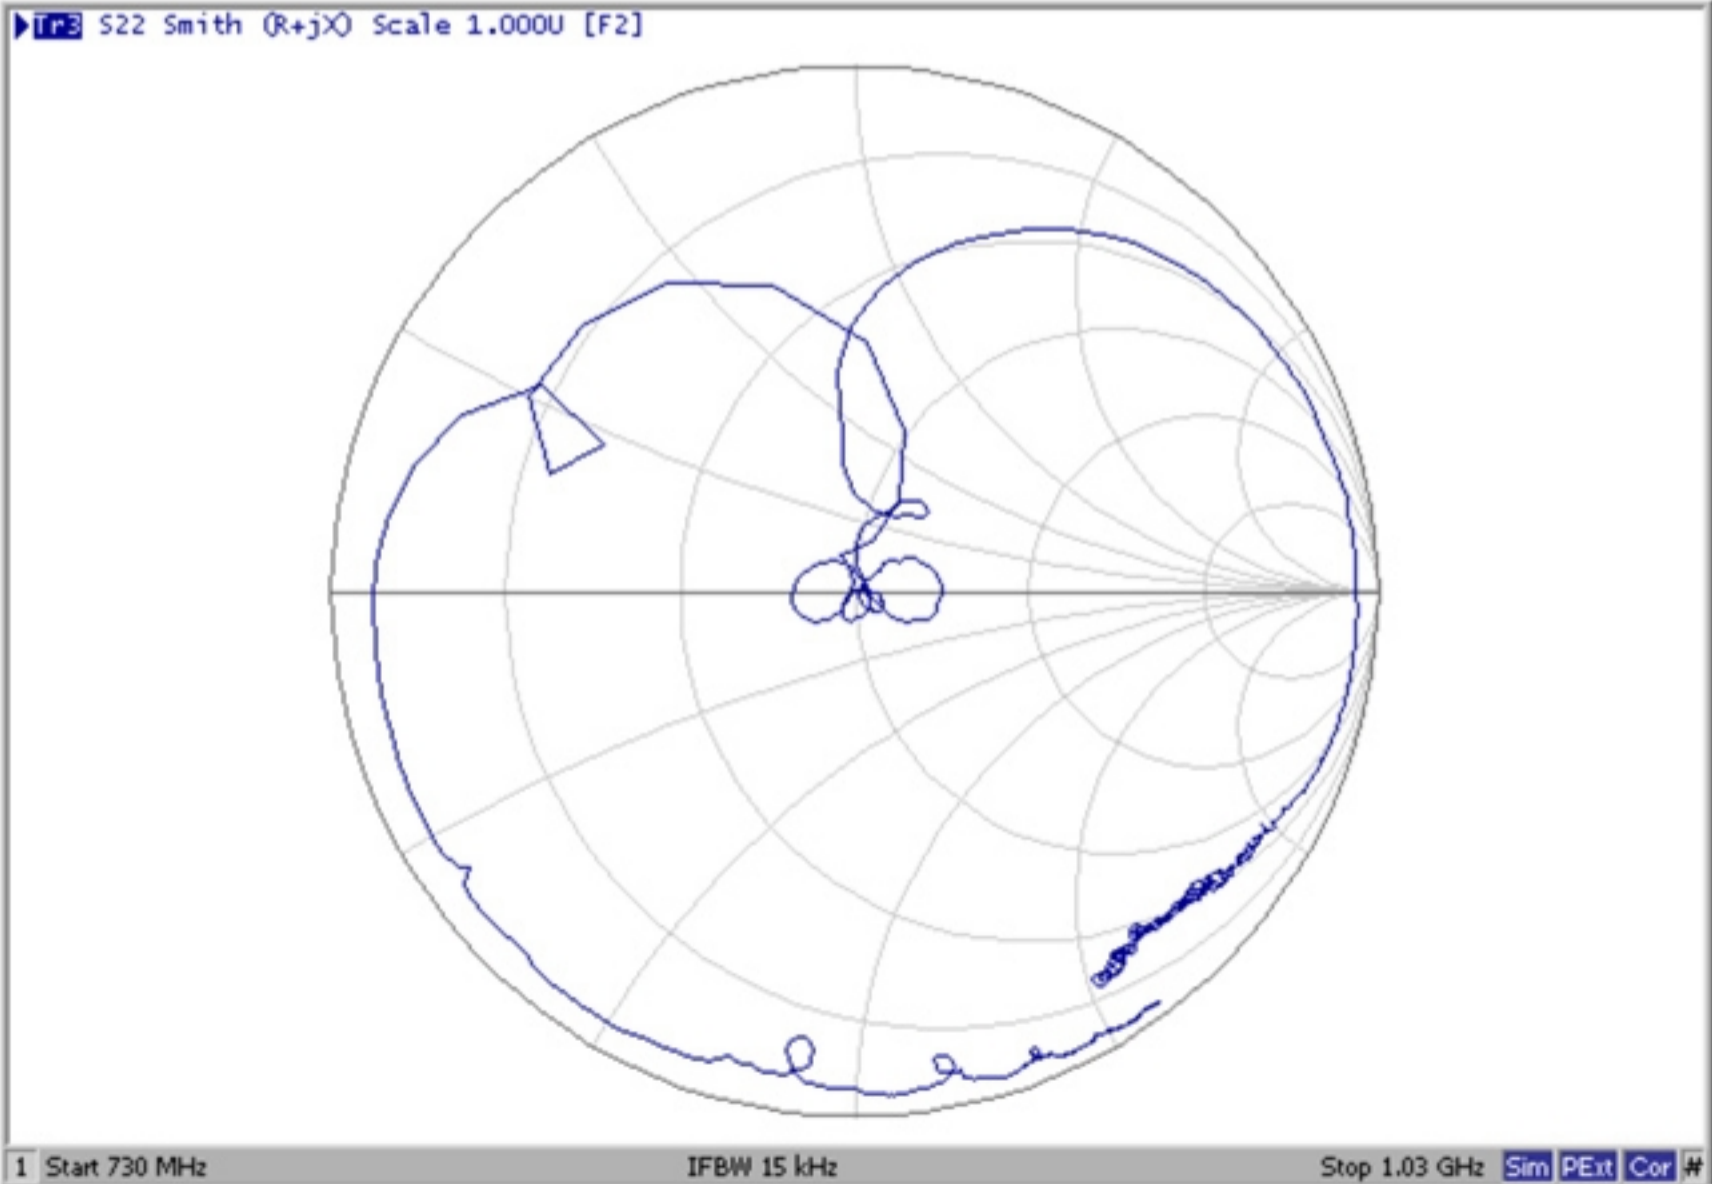 Tr3 S22 Smith (R+jX) Scale 1.000U [F2]
1 Start 730 MHz IFBW 15 kHz Stop 1.03 GHz Sim PExt Cor #